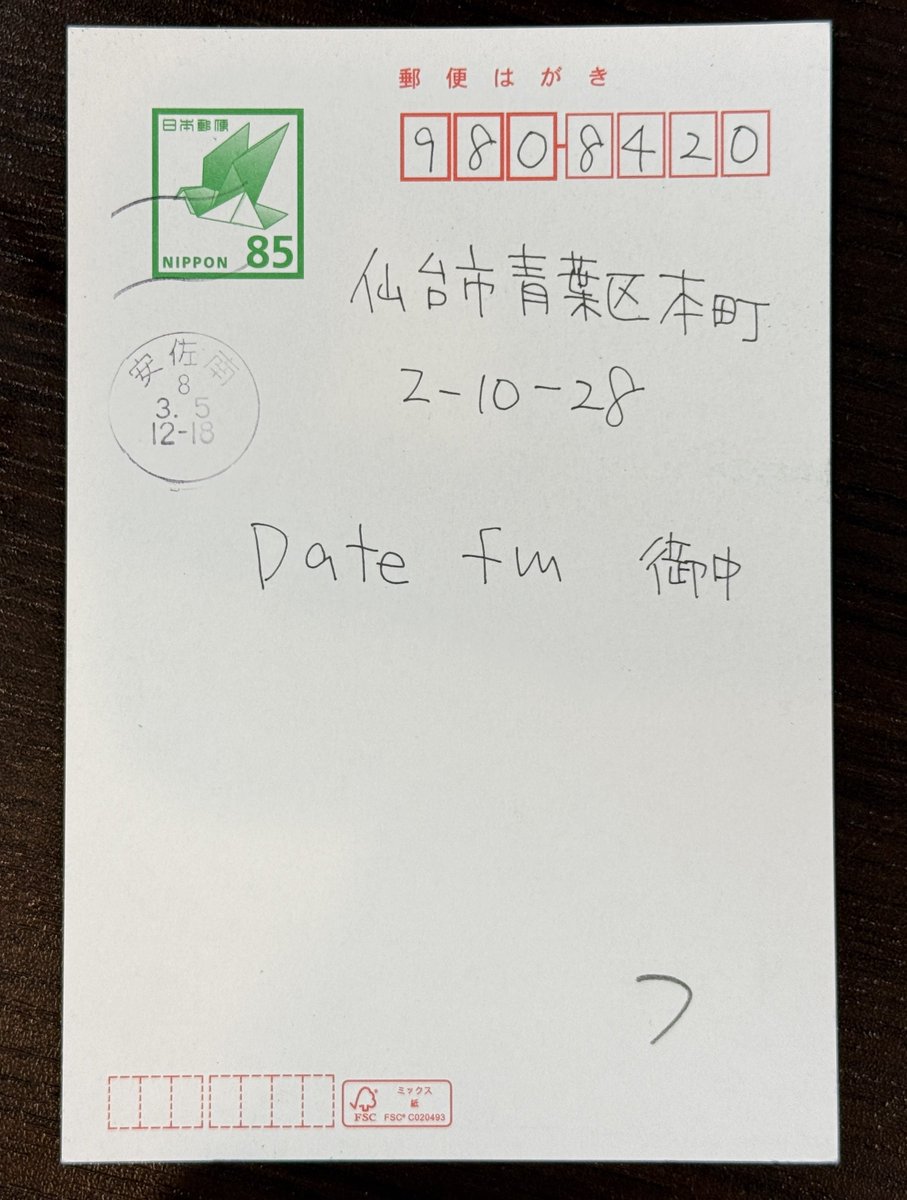 郵便はがき
日本郵便
NIPPON 85
980-8420
仙台市青葉区本町
2-10-28
安佐南
8
3. 5
12-18
Date fm 御中
つ
ミックス
紙
FSC
FSC® C020493